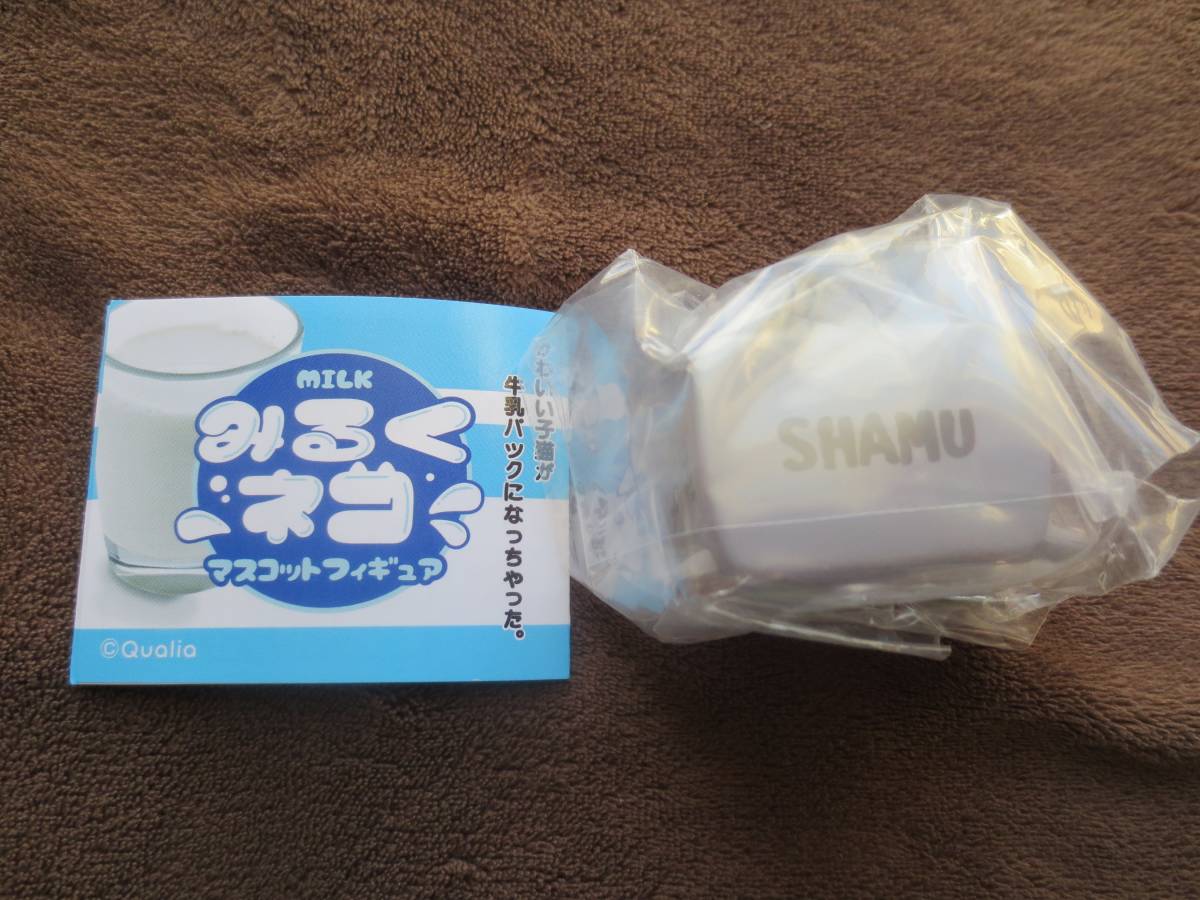 MILK
みるく
ネコ
マスコットフィギュア
かわいい子猫が
牛乳パックになっちゃった。
©Qualia
SHAMU